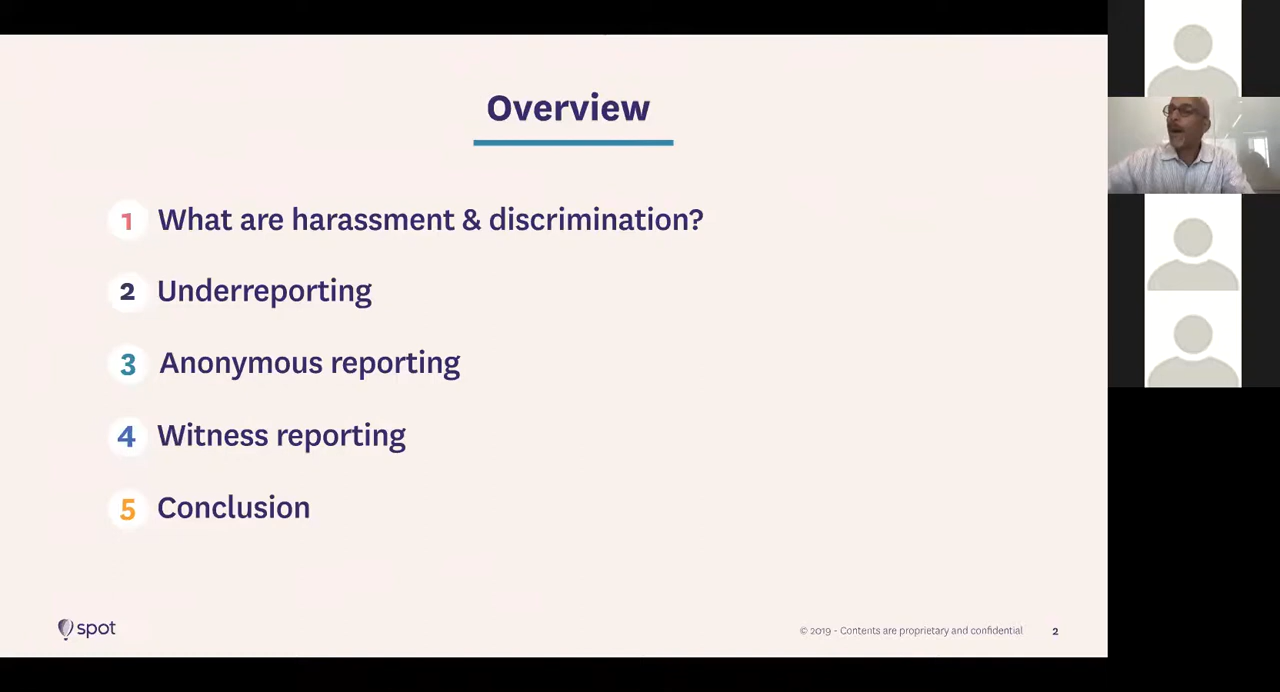 Overview
1 What are harassment & discrimination?
2 Underreporting
3 Anonymous reporting
4 Witness reporting
5 Conclusion
spot
© 2019 - Contents are proprietary and confidential 2